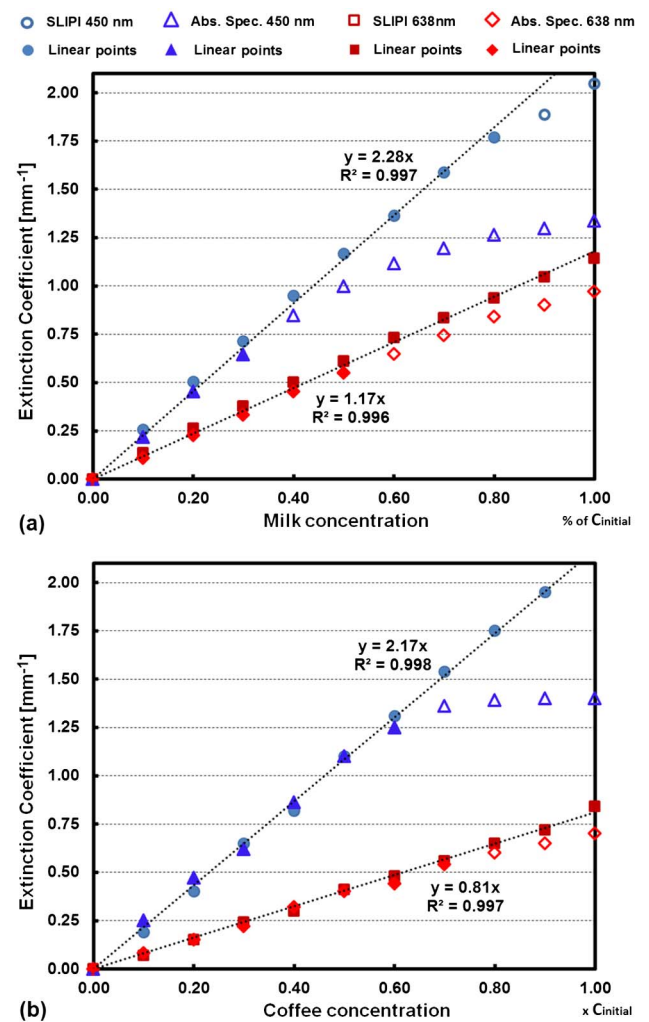 SLIPI 450 nm Abs. Spec. 450 nm SLIPI 638nm Abs. Spec. 638 nm
Linear points Linear points Linear points Linear points
2.00
1.75
y = 2.28x
R² = 0.997
1.50
1.25
1.00
0.75
0.50
y = 1.17x
R² = 0.996
0.25
0.00
Extinction Coefficient [mm⁻¹]
0.00 0.20 0.40 0.60 0.80 1.00
(a) Milk concentration % of Cinitial
2.00
1.75
y = 2.17x
R² = 0.998
1.50
1.25
1.00
0.75
0.50
y = 0.81x
R² = 0.997
0.25
0.00
Extinction Coefficient [mm⁻¹]
0.00 0.20 0.40 0.60 0.80 1.00
(b) Coffee concentration x Cinitial